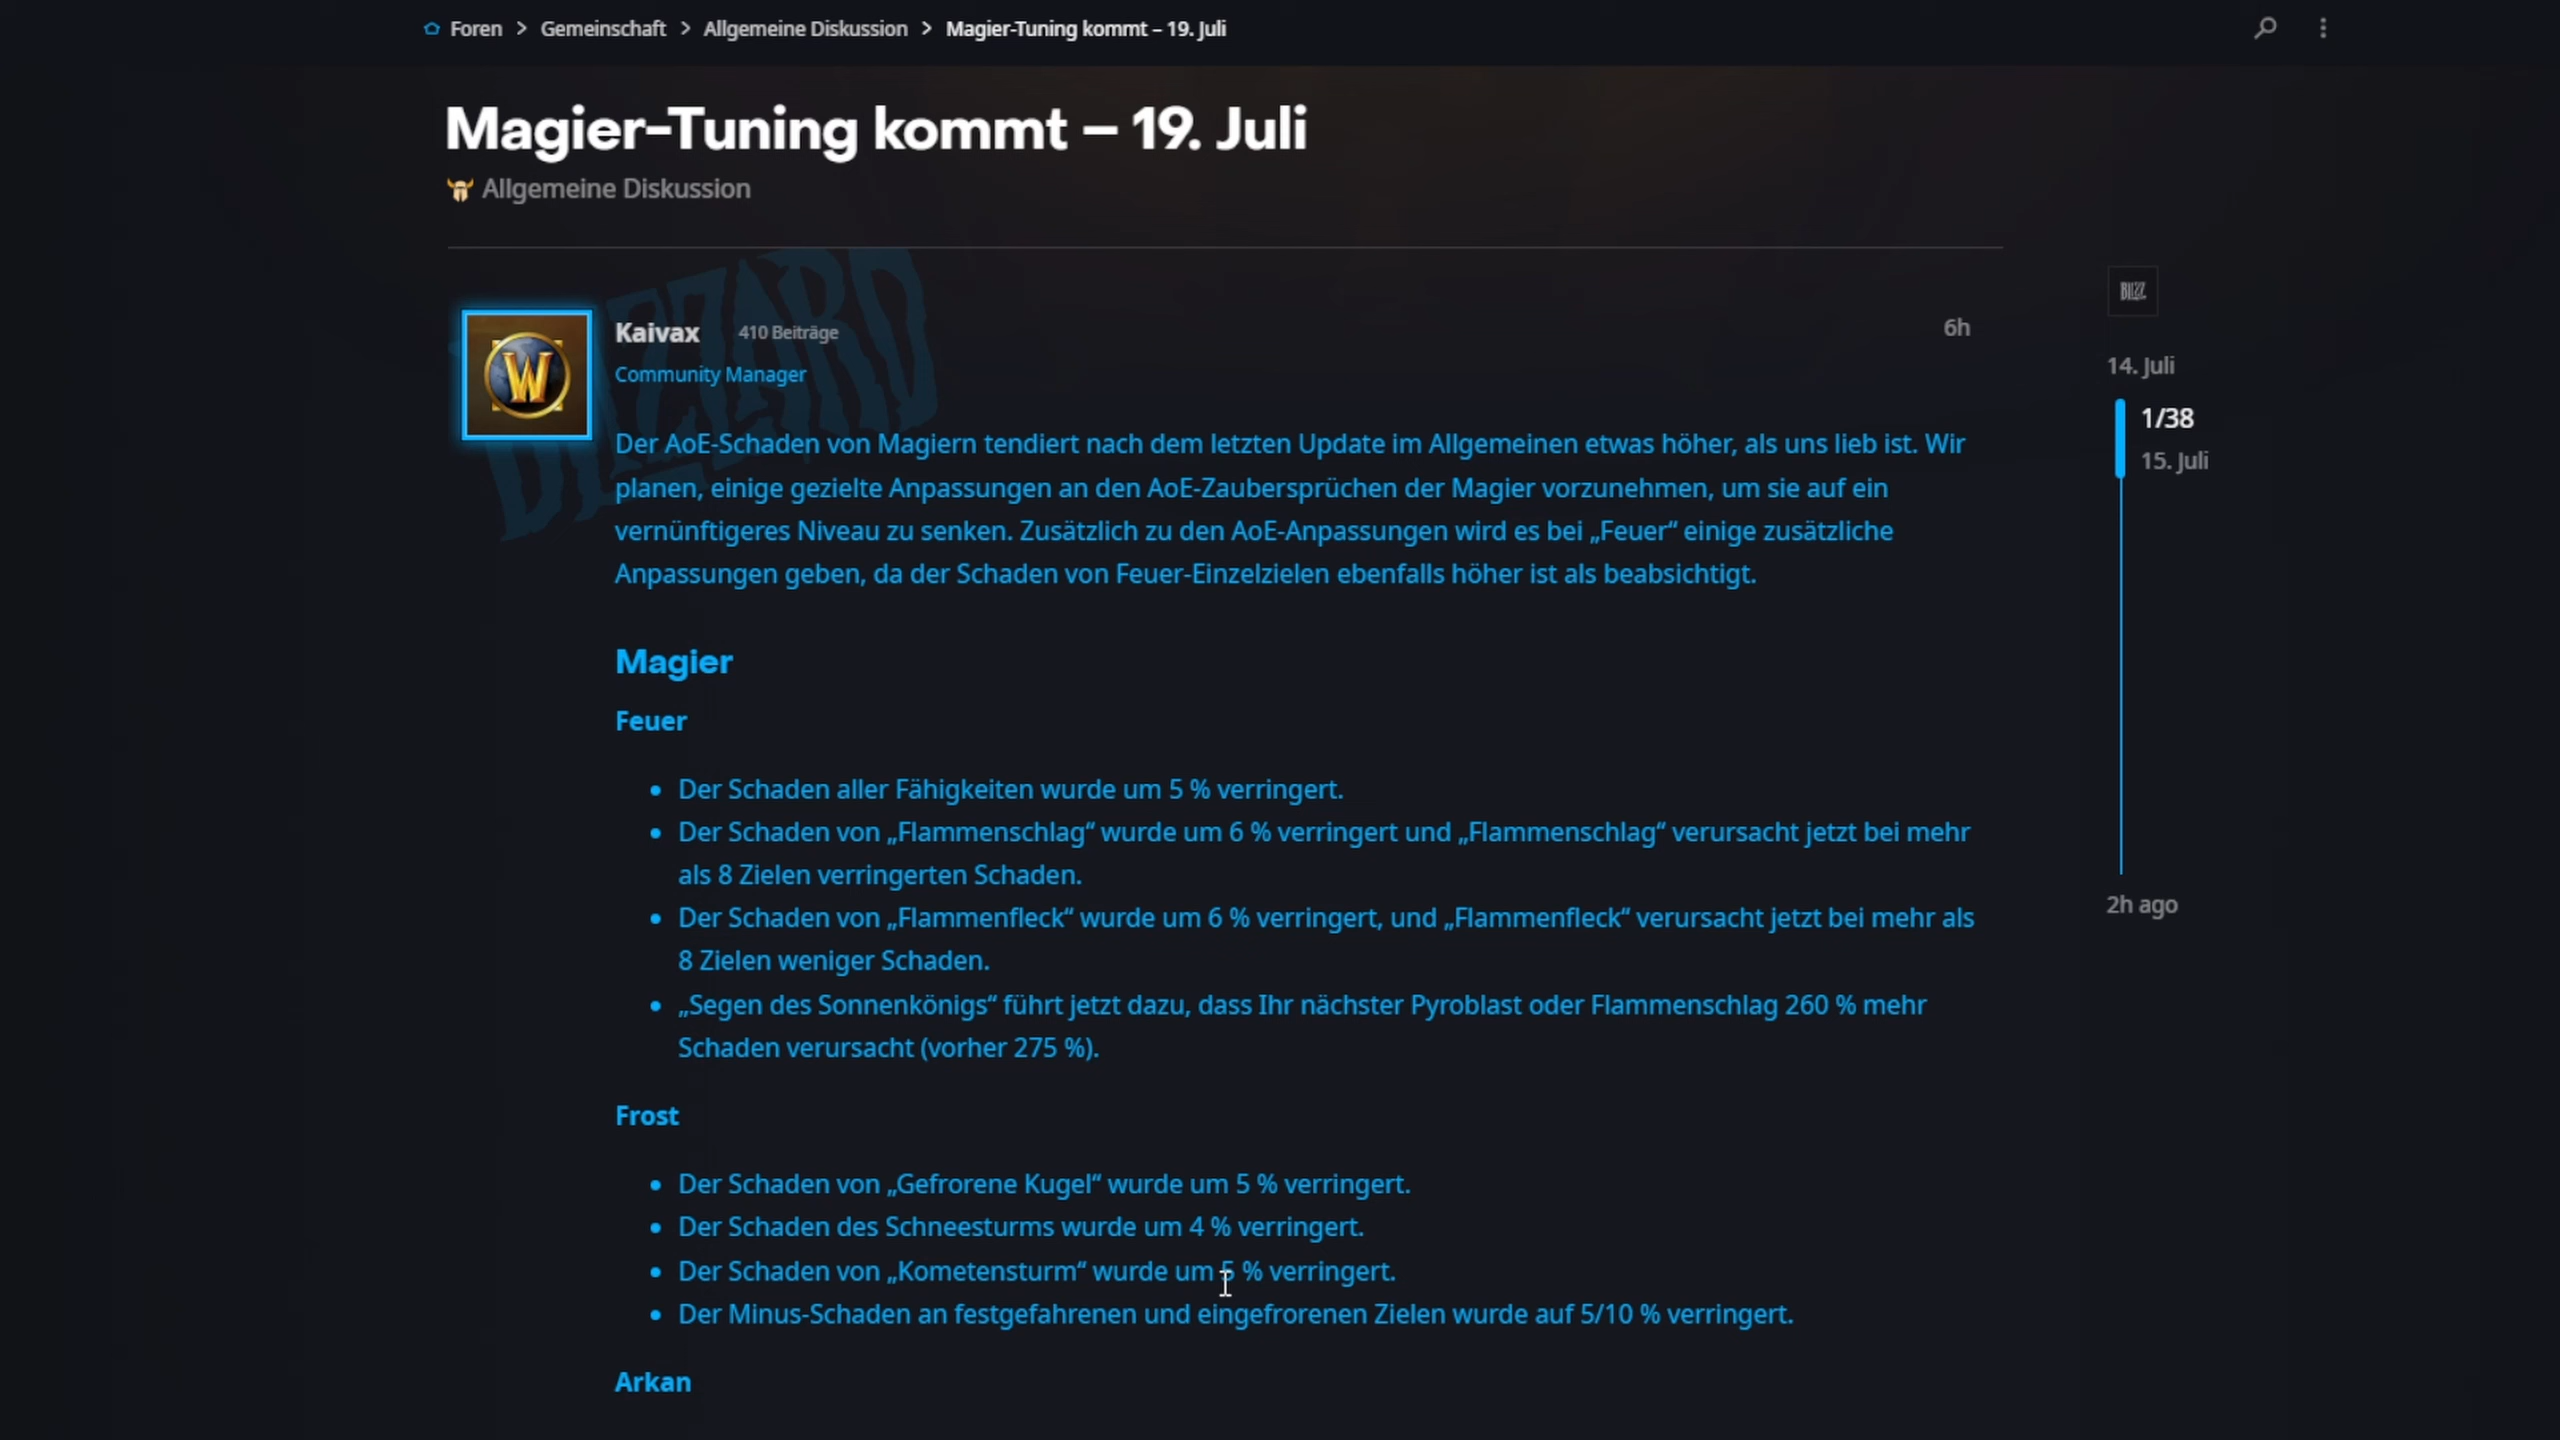 Foren > Gemeinschaft > Allgemeine Diskussion > Magier-Tuning kommt – 19. Juli
Magier-Tuning kommt – 19. Juli
Allgemeine Diskussion
BLIZZARD
Kaivax 410 Beiträge 6h
Community Manager
Der AoE-Schaden von Magiern tendiert nach dem letzten Update im Allgemeinen etwas höher, als uns lieb ist. Wir
planen, einige gezielte Anpassungen an den AoE-Zaubersprüchen der Magier vorzunehmen, um sie auf ein
vernünftigeres Niveau zu senken. Zusätzlich zu den AoE-Anpassungen wird es bei „Feuer“ einige zusätzliche
Anpassungen geben, da der Schaden von Feuer-Einzelzielen ebenfalls höher ist als beabsichtigt.
Magier
Feuer
• Der Schaden aller Fähigkeiten wurde um 5 % verringert.
• Der Schaden von „Flammenschlag“ wurde um 6 % verringert und „Flammenschlag“ verursacht jetzt bei mehr
als 8 Zielen verringerten Schaden.
• Der Schaden von „Flammenfleck“ wurde um 6 % verringert, und „Flammenfleck“ verursacht jetzt bei mehr als
8 Zielen weniger Schaden.
• „Segen des Sonnenkönigs“ führt jetzt dazu, dass Ihr nächster Pyroblast oder Flammenschlag 260 % mehr
Schaden verursacht (vorher 275 %).
Frost
• Der Schaden von „Gefrorene Kugel“ wurde um 5 % verringert.
• Der Schaden des Schneesturms wurde um 4 % verringert.
• Der Schaden von „Kometensturm“ wurde um 5 % verringert.
• Der Minus-Schaden an festgefahrenen und eingefrorenen Zielen wurde auf 5/10 % verringert.
Arkan
BLIZZ
14. Juli
1/38
15. Juli
2h ago